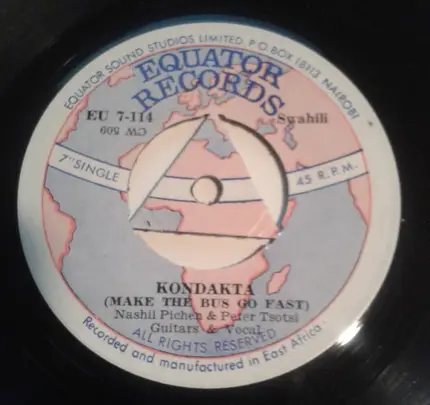 EQUATOR SOUND STUDIOS LIMITED P.O. BOX 18313 NAIROBI
EQUATOR
RECORDS
EU 7-114
Swahili
CW 509
7" SINGLE
45 R.P.M.
KONDAKTA
(MAKE THE BUS GO FAST)
Nashil Pichen & Peter Tsotsi
Guitars & Vocal
ALL RIGHTS RESERVED
Recorded and manufactured in East Africa.